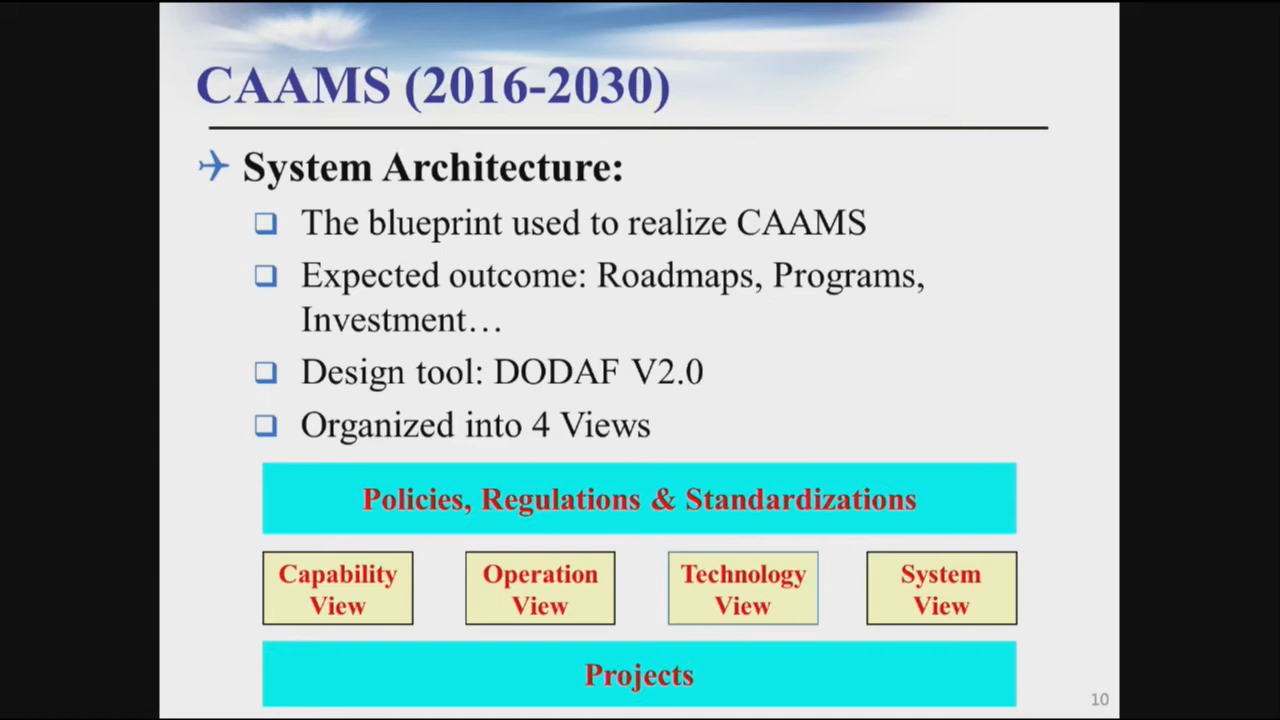 CAAMS (2016-2030)
System Architecture:
The blueprint used to realize CAAMS
Expected outcome: Roadmaps, Programs,
Investment…
Design tool: DODAF V2.0
Organized into 4 Views
Policies, Regulations & Standardizations
Capability
View
Operation
View
Technology
View
System
View
Projects
10